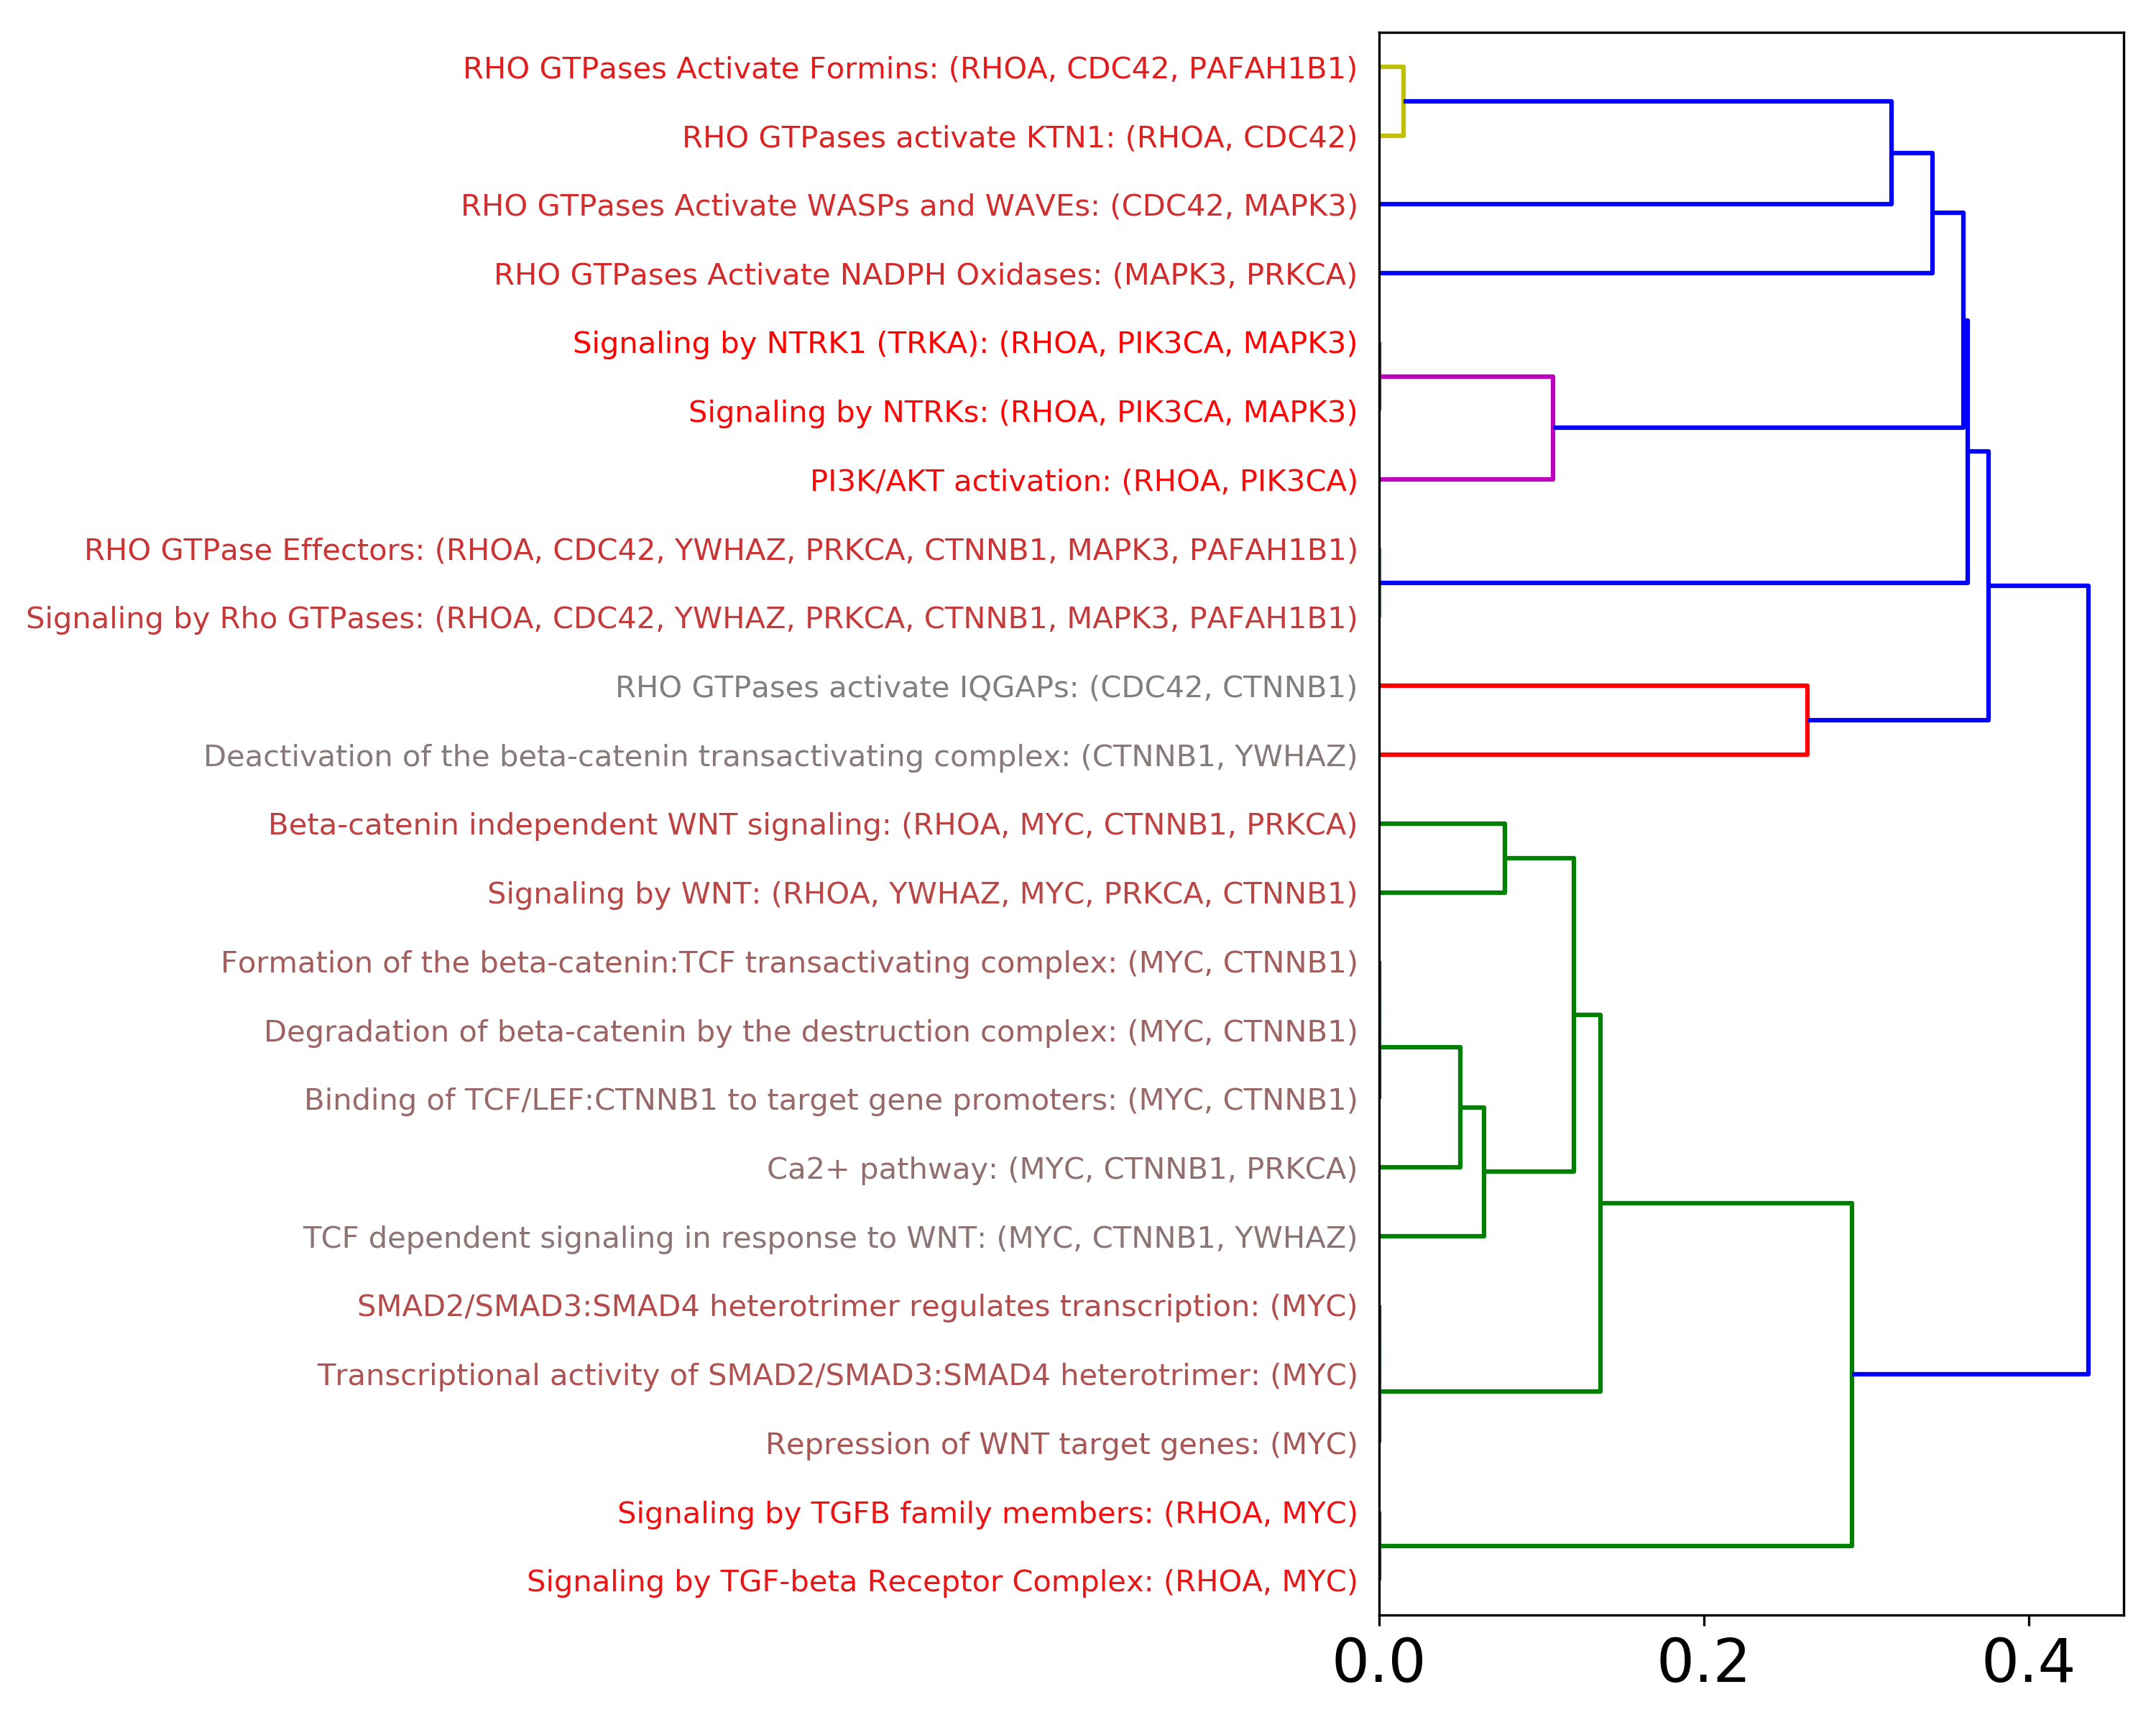 RHO GTPases Activate Formins: (RHOA, CDC42, PAFAH1B1)
RHO GTPases activate KTN1: (RHOA, CDC42)
RHO GTPases Activate WASPs and WAVEs: (CDC42, MAPK3)
RHO GTPases Activate NADPH Oxidases: (MAPK3, PRKCA)
Signaling by NTRK1 (TRKA): (RHOA, PIK3CA, MAPK3)
Signaling by NTRKs: (RHOA, PIK3CA, MAPK3)
PI3K/AKT activation: (RHOA, PIK3CA)
RHO GTPase Effectors: (RHOA, CDC42, YWHAZ, PRKCA, CTNNB1, MAPK3, PAFAH1B1)
Signaling by Rho GTPases: (RHOA, CDC42, YWHAZ, PRKCA, CTNNB1, MAPK3, PAFAH1B1)
RHO GTPases activate IQGAPs: (CDC42, CTNNB1)
Deactivation of the beta-catenin transactivating complex: (CTNNB1, YWHAZ)
Beta-catenin independent WNT signaling: (RHOA, MYC, CTNNB1, PRKCA)
Signaling by WNT: (RHOA, YWHAZ, MYC, PRKCA, CTNNB1)
Formation of the beta-catenin:TCF transactivating complex: (MYC, CTNNB1)
Degradation of beta-catenin by the destruction complex: (MYC, CTNNB1)
Binding of TCF/LEF:CTNNB1 to target gene promoters: (MYC, CTNNB1)
Ca2+ pathway: (MYC, CTNNB1, PRKCA)
TCF dependent signaling in response to WNT: (MYC, CTNNB1, YWHAZ)
SMAD2/SMAD3:SMAD4 heterotrimer regulates transcription: (MYC)
Transcriptional activity of SMAD2/SMAD3:SMAD4 heterotrimer: (MYC)
Repression of WNT target genes: (MYC)
Signaling by TGFB family members: (RHOA, MYC)
Signaling by TGF-beta Receptor Complex: (RHOA, MYC)
0.0 0.2 0.4